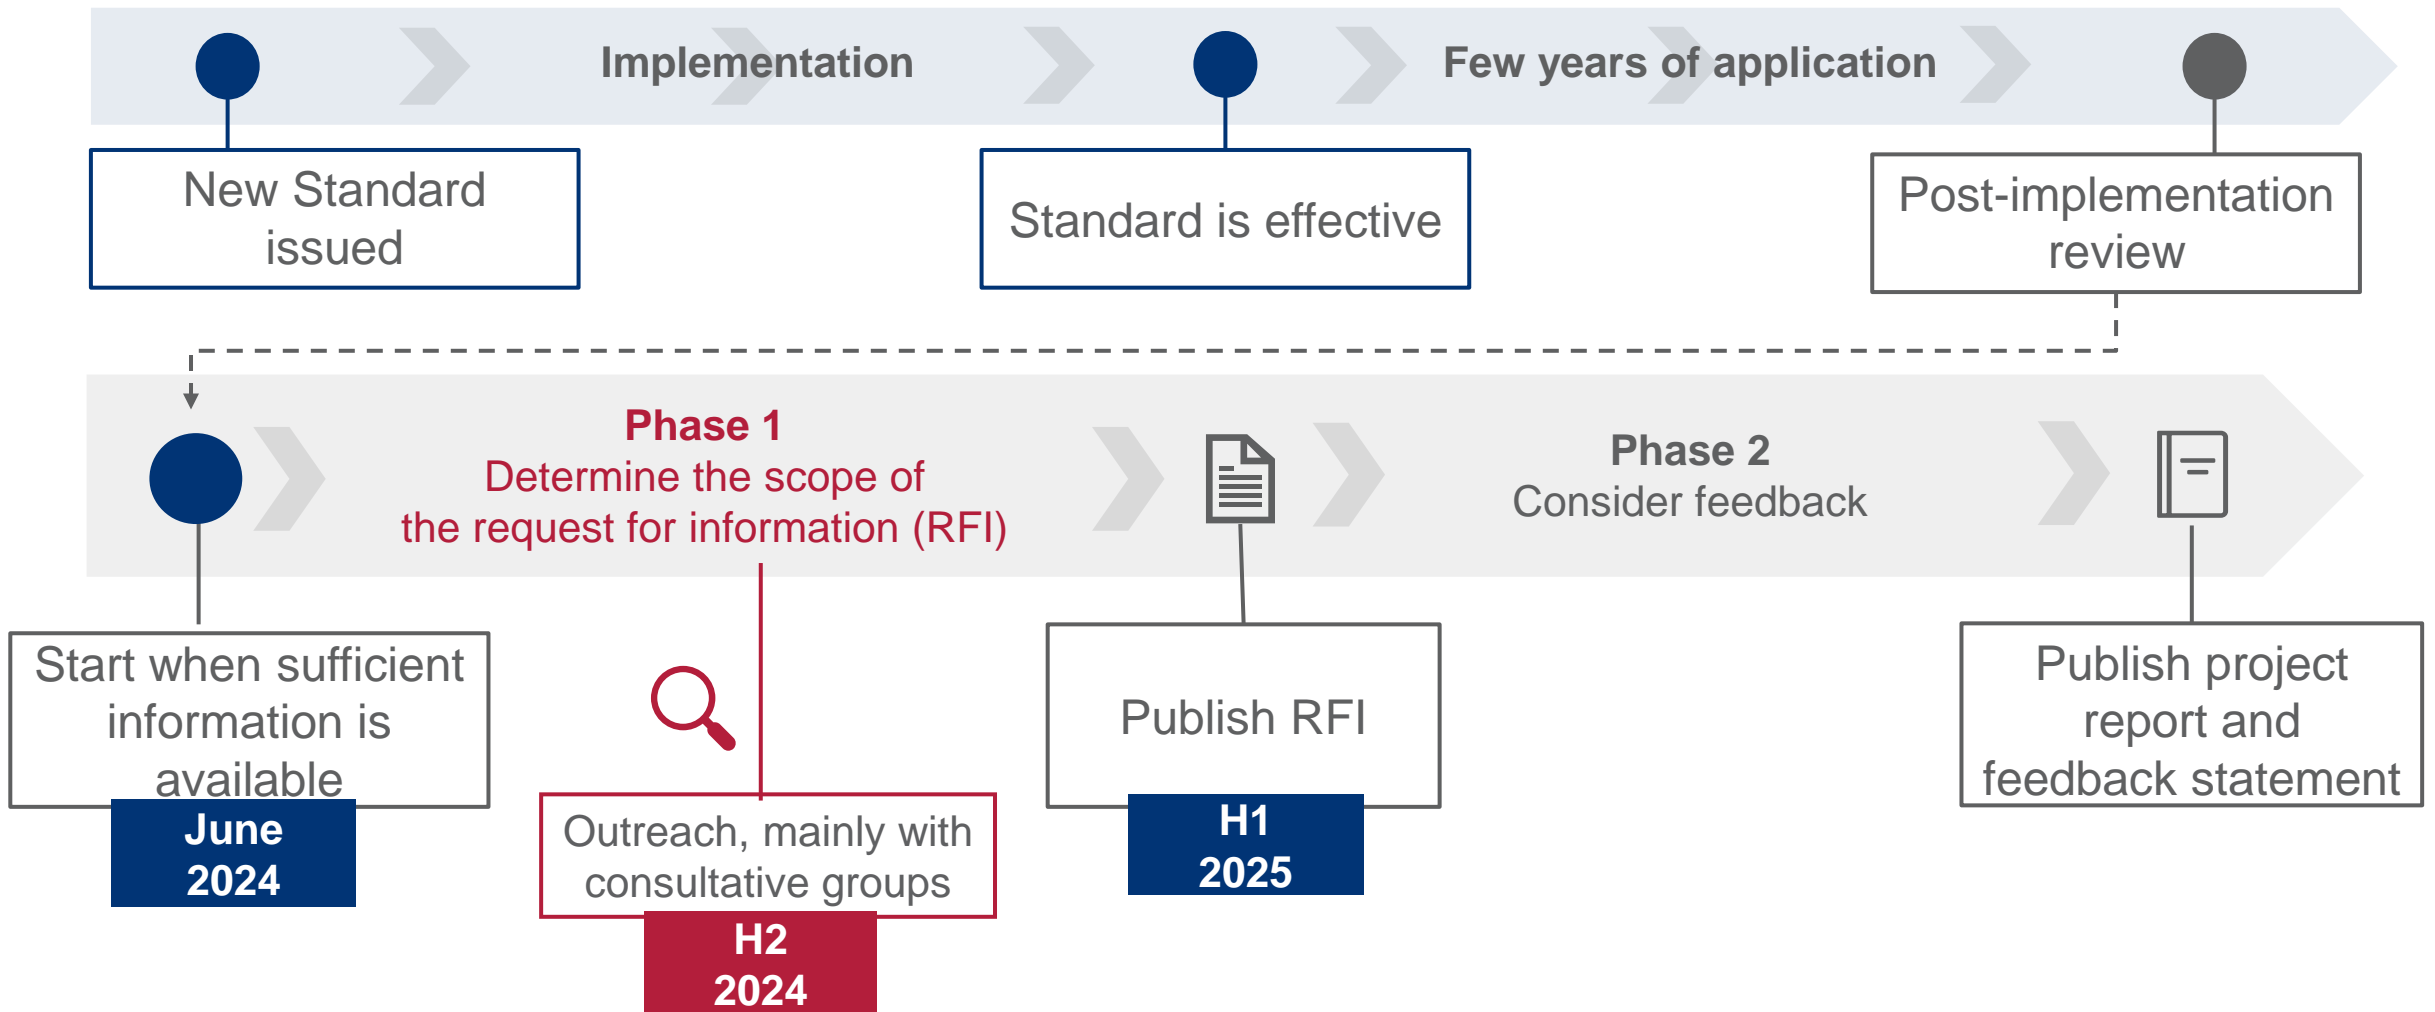 Implementation
Few years of application
New Standard
issued
Standard is effective
Post-implementation
review
Phase 1
Determine the scope of
the request for information (RFI)
Phase 2
Consider feedback
Start when sufficient
information is
available
June
2024
Outreach, mainly with
consultative groups
H2
2024
Publish RFI
H1
2025
Publish project
report and
feedback statement